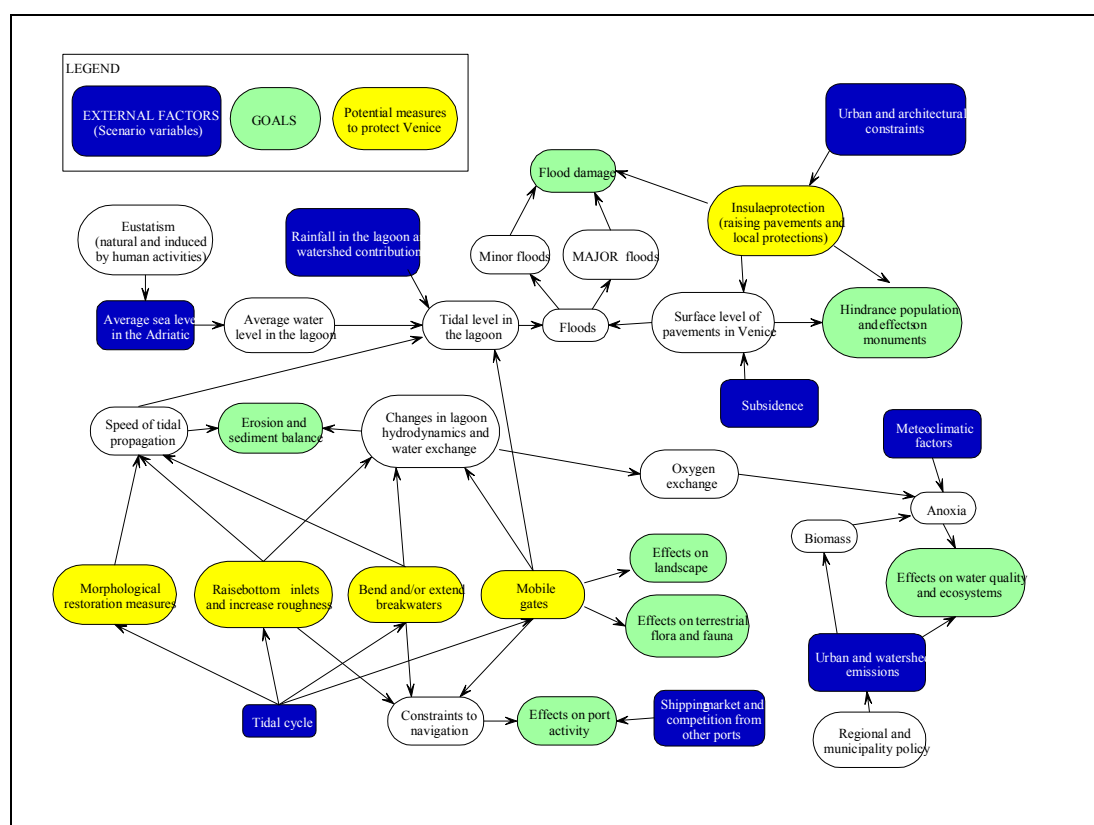 LEGEND
EXTERNAL FACTORS
(Scenario variables)
GOALS
Potential measures
to protect Venice
Urban and architectural
constraints
Flood damage
Eustatism
(natural and induced
by human activities)
Rainfall in the lagoon a
watershed contribution
Minor floods
MAJOR floods
Insulaeprotection
(raising pavements and
local protections)
Average sea leve
in the Adriatic
Average water
level in the lagoon
Tidal level in
the lagoon
Floods
Surface level of
pavements in Venice
Hindrance population
and effects on
monuments
Subsidence
Speed of tidal
propagation
Erosion and
sediment balance
Changes in lagoon
hydrodynamics and
water exchange
Meteoclimatic
factors
Oxygen
exchange
Anoxia
Biomass
Morphological
restoration measures
Raisebottom inlets
and increase roughness
Bend and/or extend
breakwaters
Mobile
gates
Effects on
landscape
Effects on water quality
and ecosystems
Effects on terrestrial
flora and fauna
Urban and watershed
emissions
Tidal cycle
Constraints to
navigation
Effects on port
activity
Shippingmarket and
competition from
other ports
Regional and
municipality policy